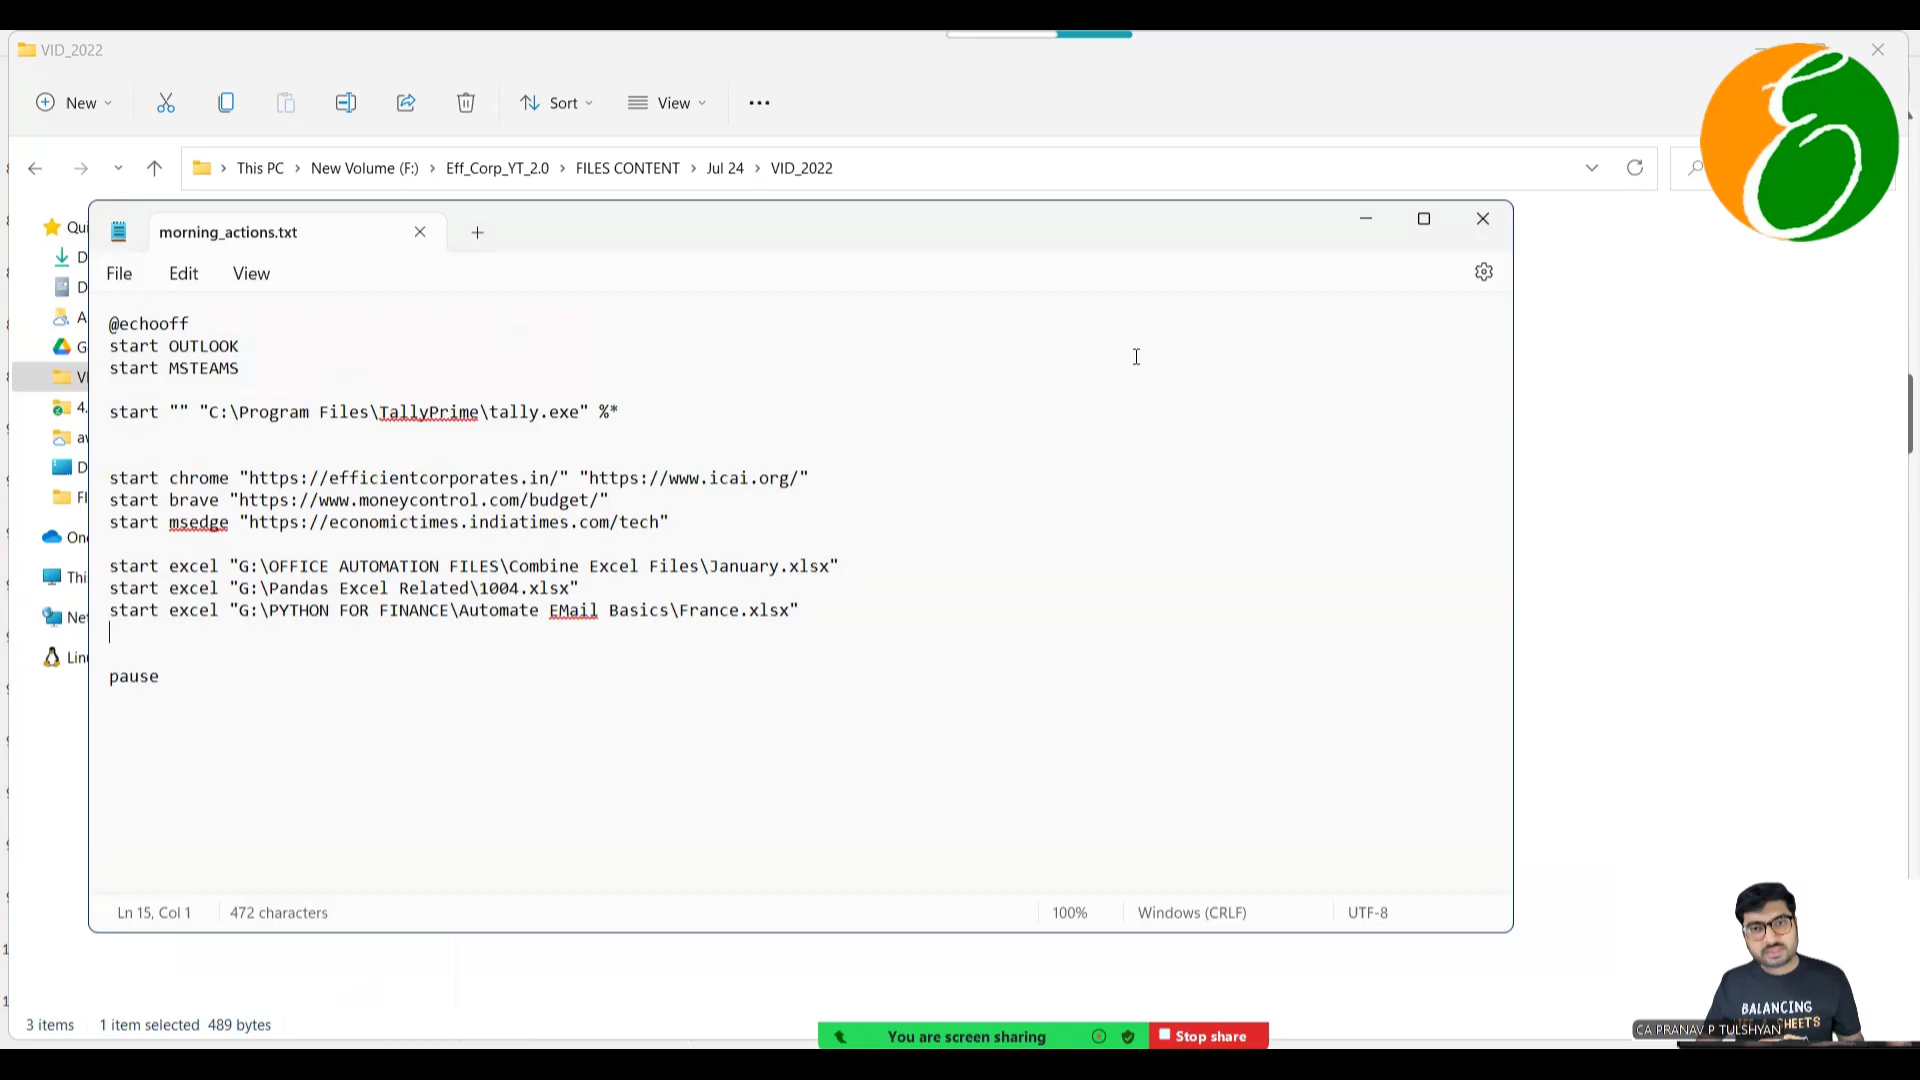 VID_2022
New
Sort
View
This PC > New Volume (F:) > Eff_Corp_YT_2.0 > FILES CONTENT > Jul 24 > VID_2022
morning_actions.txt
File Edit View
@echooff
start OUTLOOK
start MSTEAMS
start "" "C:\Program Files\TallyPrime\tally.exe" %*
start chrome "https://efficientcorporates.in/" "https://www.icai.org/"
start brave "https://www.moneycontrol.com/budget/"
start msedge "https://economictimes.indiatimes.com/tech"
start excel "G:\OFFICE AUTOMATION FILES\Combine Excel Files\January.xlsx"
start excel "G:\Pandas Excel Related\1004.xlsx"
start excel "G:\PYTHON FOR FINANCE\Automate EMail Basics\France.xlsx"
pause
Ln 15, Col 1
472 characters
100%
Windows (CRLF)
UTF-8
3 items
1 item selected 489 bytes
You are screen sharing
Stop share
BALANCING
SHEETS
CA PRANAV P TULSHYAN